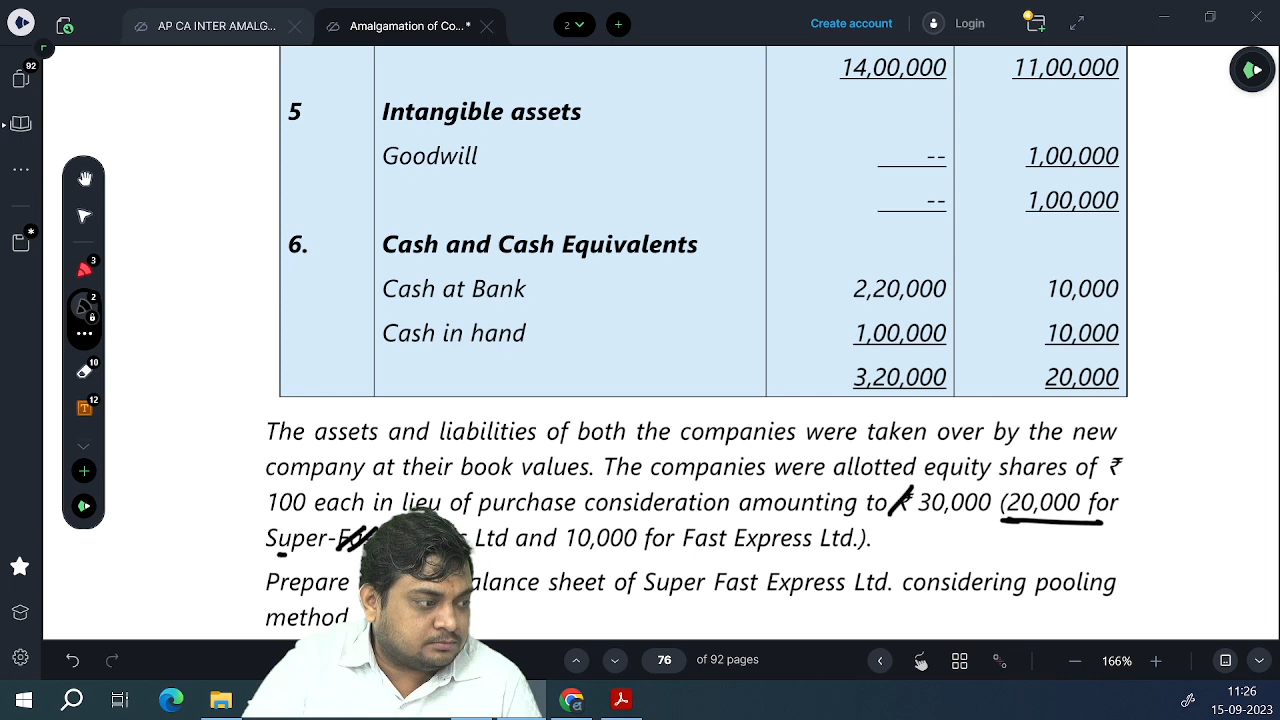 AP CA INTER AMALG... Amalgamation of Co... * 2 Create account Login
92
14,00,000 11,00,000
5 Intangible assets
Goodwill -- 1,00,000
-- 1,00,000
6. Cash and Cash Equivalents
Cash at Bank 2,20,000 10,000
Cash in hand 1,00,000 10,000
3,20,000 20,000
The assets and liabilities of both the companies were taken over by the new
company at their book values. The companies were allotted equity shares of ₹
100 each in lieu of purchase consideration amounting to ₹ 30,000 (20,000 for
Super- Ltd and 10,000 for Fast Express Ltd.).
Prepare alance sheet of Super Fast Express Ltd. considering pooling
method
3
2
10
T 12
76 of 92 pages 166%
11:26
15-09-2023